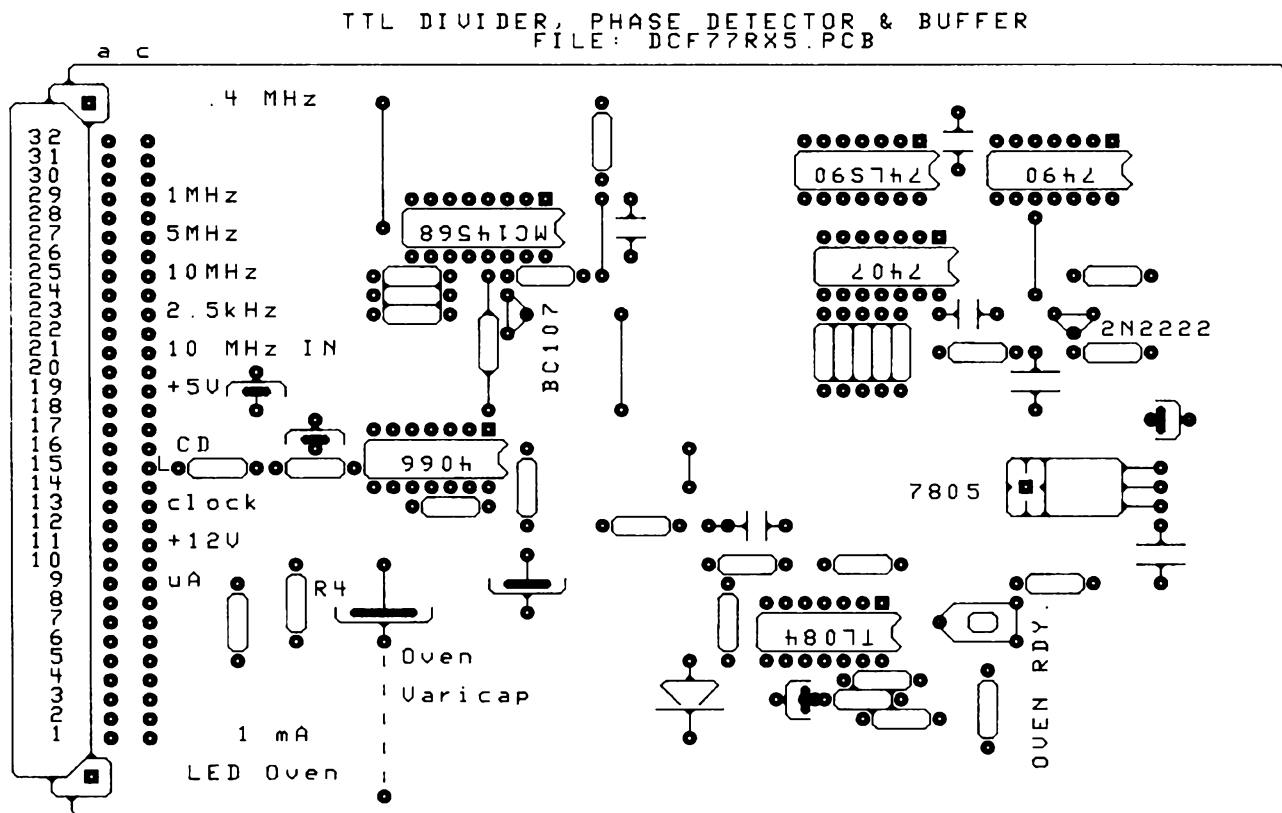 TTL DIVIDER, PHASE DETECTOR & BUFFER
FILE: DCF77RX5.PCB
a c
.4 MHz
32
31
30
29 1MHz
28
27 5MHz
26
25 10MHz
24
23 2.5kHz
22
21 10 MHz IN
20
19 +5V
18
17
16 CD
15
14
13 clock
12
11 +12V
10
9 uA
8
7
6
5
4
3
2
1
MC14568
BC107
4066
R4
Oven
Varicap
1 mA
LED Oven
74LS90
7490
7407
2N2222
7805
TL084
OVEN RDY.